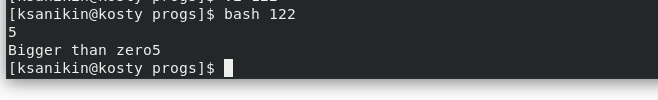 [ksanikin@kosty progs]$ bash 122
5
Bigger than zero5
[ksanikin@kosty progs]$